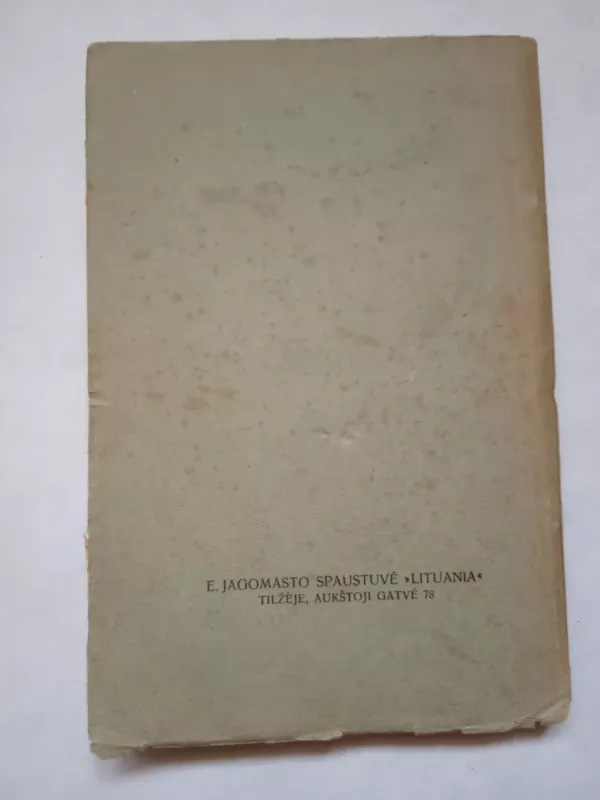 E. JAGOMASTO SPAUSTUVĖ »LITUANIA«
TILŽĖJE, AUKŠTOJI GATVĖ 78